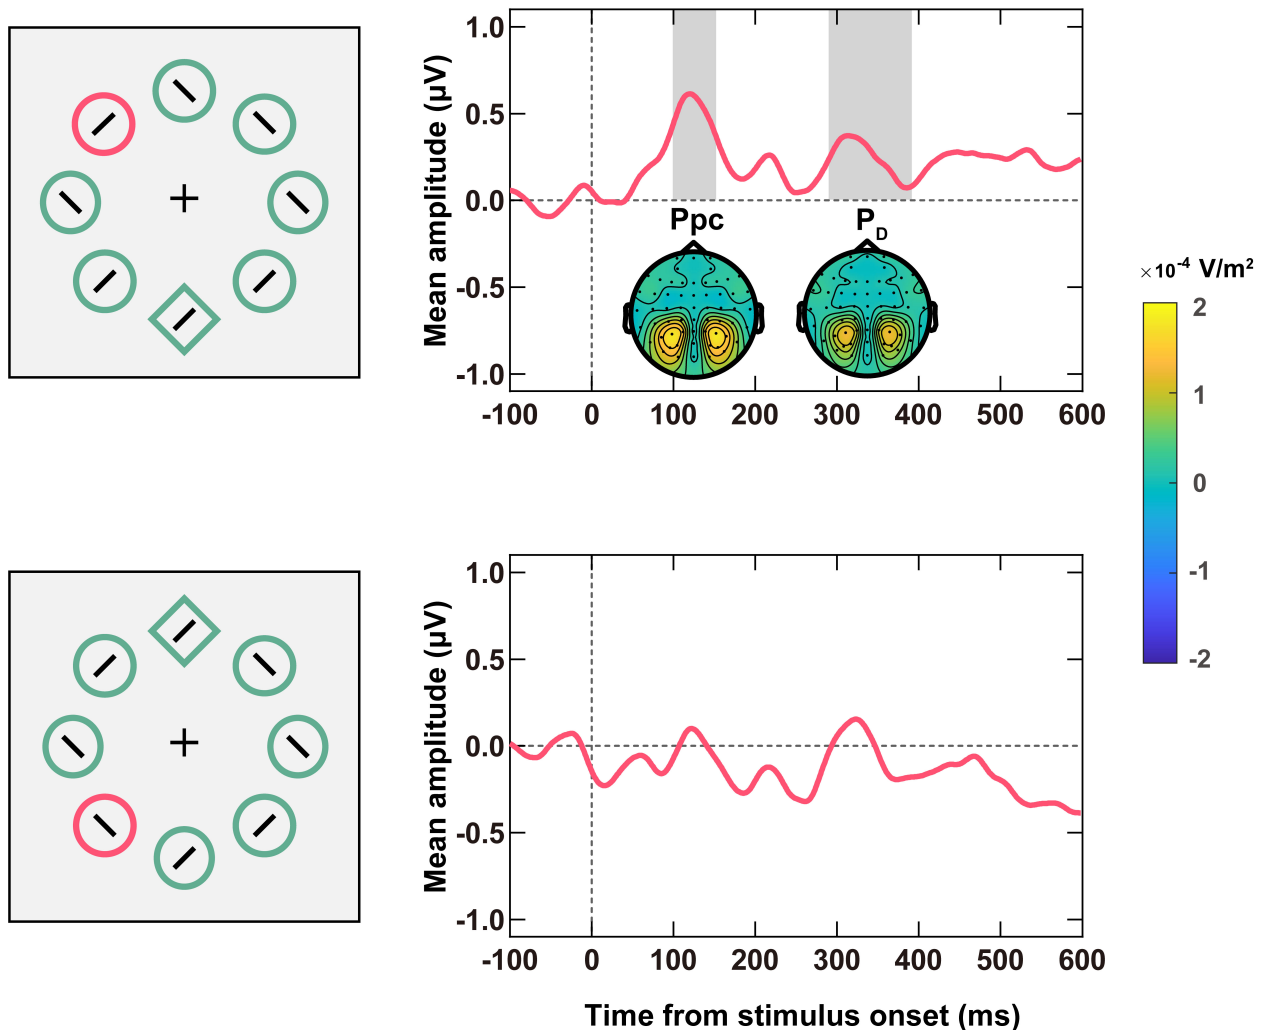 1.0
0.5
0.0
-0.5
-1.0
Mean amplitude (μV)
Ppc
P_D
-100 0 100 200 300 400 500 600
×10⁻⁴ V/m²
2
1
0
-1
-2
1.0
0.5
0.0
-0.5
-1.0
Mean amplitude (μV)
-100 0 100 200 300 400 500 600
Time from stimulus onset (ms)